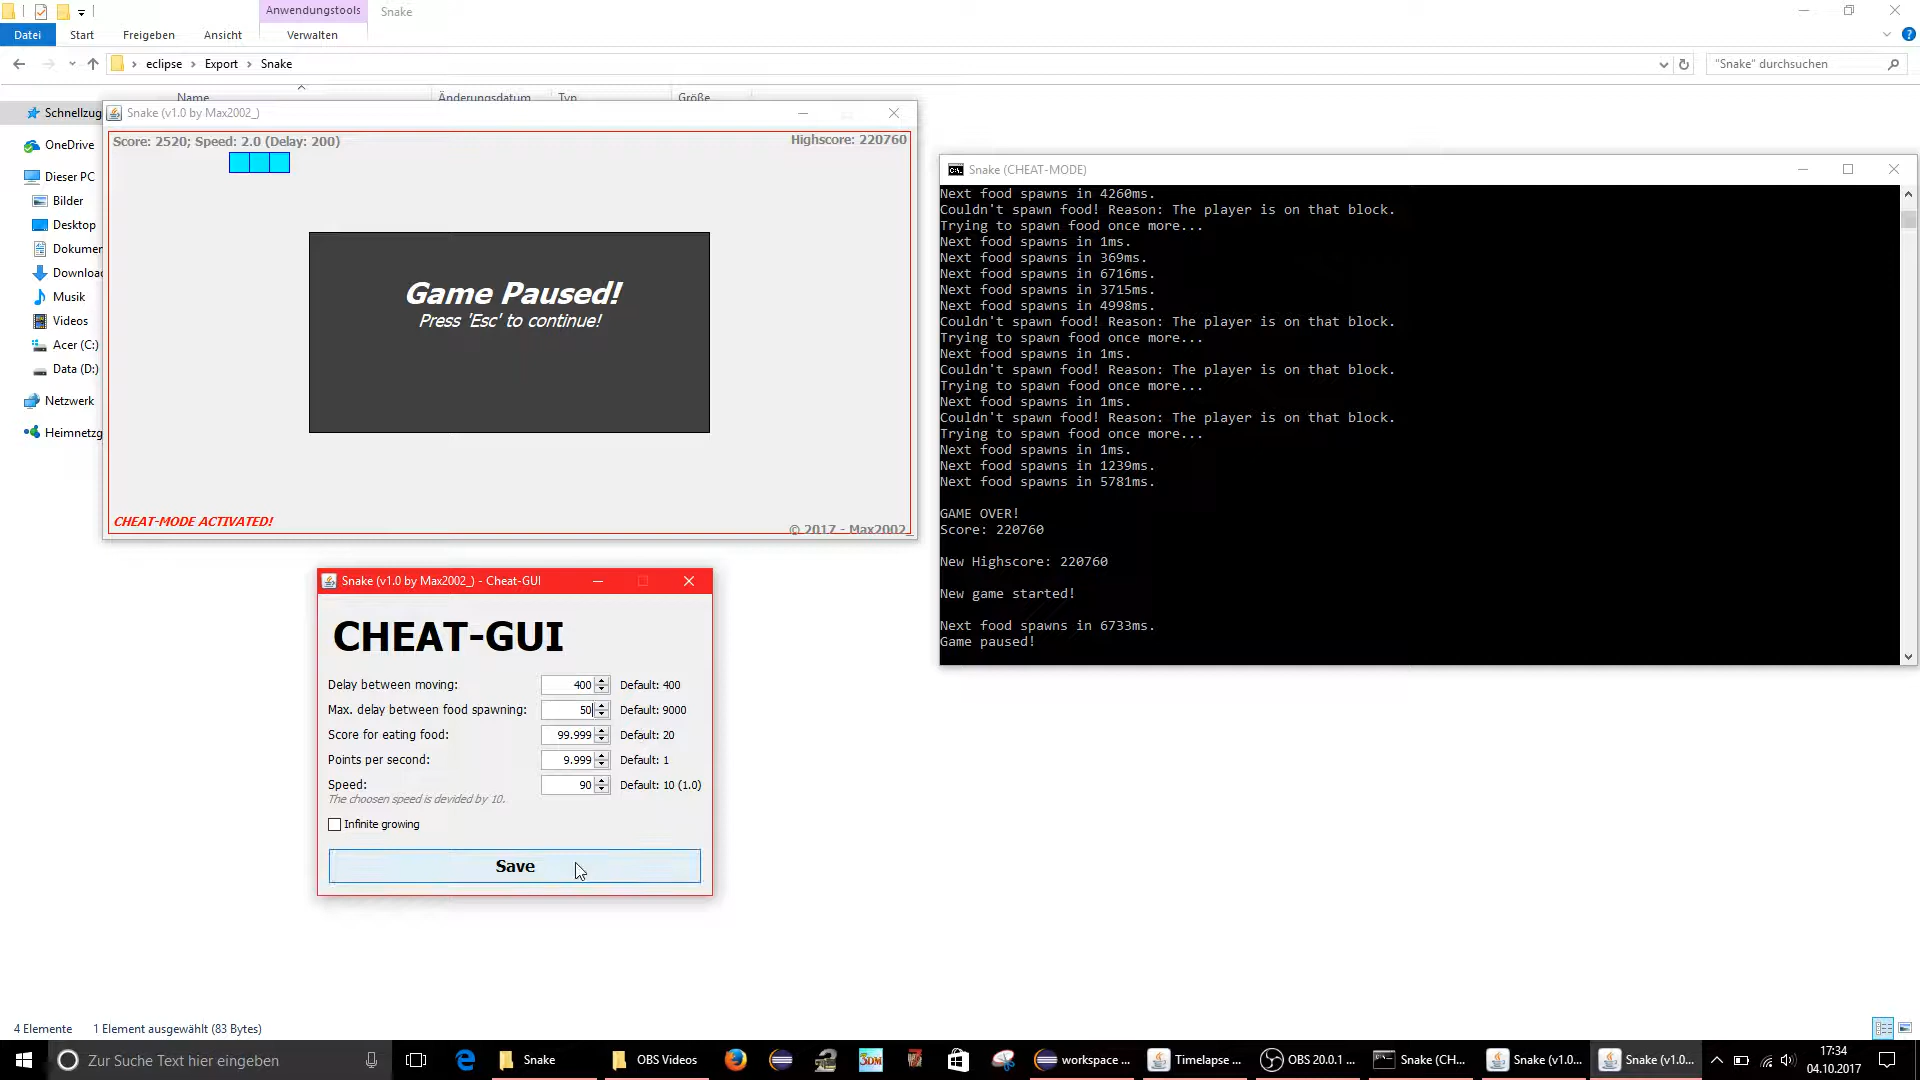 Anwendungstools
Snake
Datei
Start
Freigeben
Ansicht
Verwalten
eclipse
Export
Snake
"Snake" durchsuchen
Name
Änderungsdatum
Typ
Größe
Schnellzug
OneDrive
Dieser PC
Bilder
Desktop
Dokumen
Downloa
Musik
Videos
Acer (C:)
Data (D:)
Netzwerk
Heimnetzg
Snake (v1.0 by Max2002_)
Score: 2520; Speed: 2.0 (Delay: 200)
Highscore: 220760
Game Paused!
Press 'Esc' to continue!
CHEAT-MODE ACTIVATED!
© 2017 - Max2002_
Snake (CHEAT-MODE)
Next food spawns in 4260ms.
Couldn't spawn food! Reason: The player is on that block.
Trying to spawn food once more...
Next food spawns in 1ms.
Next food spawns in 369ms.
Next food spawns in 6716ms.
Next food spawns in 3715ms.
Next food spawns in 4998ms.
Couldn't spawn food! Reason: The player is on that block.
Trying to spawn food once more...
Next food spawns in 1ms.
Couldn't spawn food! Reason: The player is on that block.
Trying to spawn food once more...
Next food spawns in 1ms.
Couldn't spawn food! Reason: The player is on that block.
Trying to spawn food once more...
Next food spawns in 1ms.
Next food spawns in 1239ms.
Next food spawns in 5781ms.
GAME OVER!
Score: 220760
New Highscore: 220760
New game started!
Next food spawns in 6733ms.
Game paused!
Snake (v1.0 by Max2002_) - Cheat-GUI
CHEAT-GUI
Delay between moving: 400 Default: 400
Max. delay between food spawning: 50 Default: 9000
Score for eating food: 99.999 Default: 20
Points per second: 9.999 Default: 1
Speed: 90 Default: 10 (1.0)
The choosen speed is devided by 10.
Infinite growing
Save
4 Elemente
1 Element ausgewählt (83 Bytes)
Zur Suche Text hier eingeben
Snake
OBS Videos
workspace ...
Timelapse ...
OBS 20.0.1 ...
Snake (CH...
Snake (v1.0...
Snake (v1.0...
17:34
04.10.2017